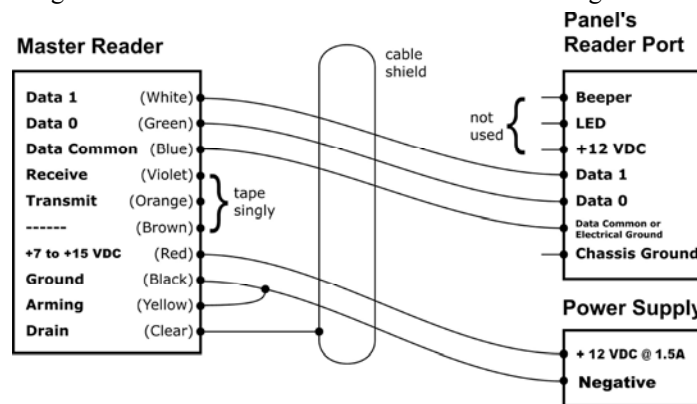 Panel's
Master Reader
Reader Port
cable
shield
Data 1 (White)
Data 0 (Green)
Data Common (Blue)
Receive (Violet)
Transmit (Orange)
------ (Brown)
+7 to +15 VDC (Red)
Ground (Black)
Arming (Yellow)
Drain (Clear)
tape
singly
not
used
Beeper
LED
+12 VDC
Data 1
Data 0
Data Common or
Electrical Ground
Chassis Ground
Power Supply
+ 12 VDC @ 1.5A
Negative